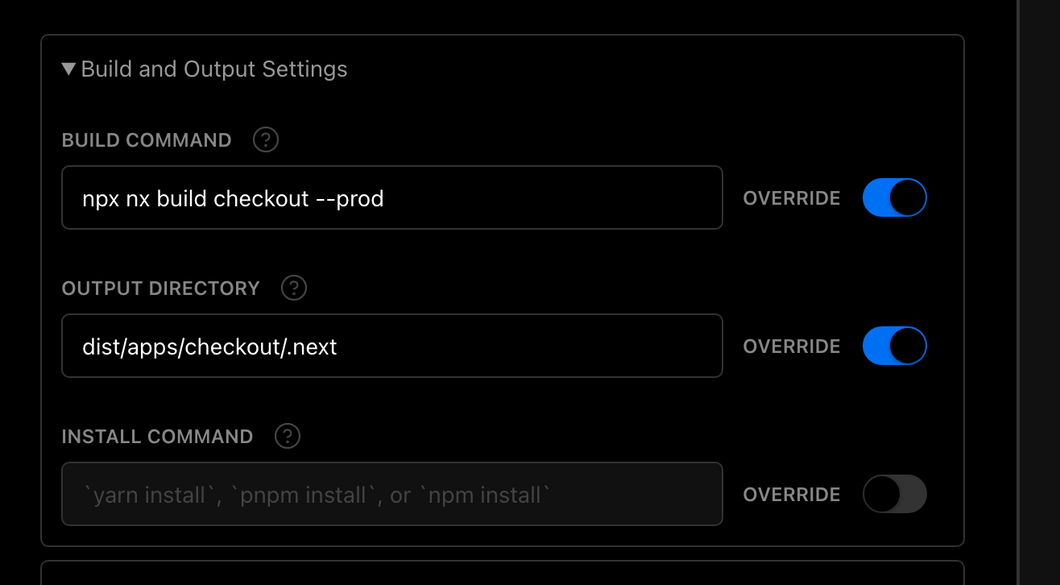 ▼ Build and Output Settings
BUILD COMMAND ?
npx nx build checkout --prod
OVERRIDE
OUTPUT DIRECTORY ?
dist/apps/checkout/.next
OVERRIDE
INSTALL COMMAND ?
`yarn install`, `pnpm install`, or `npm install`
OVERRIDE